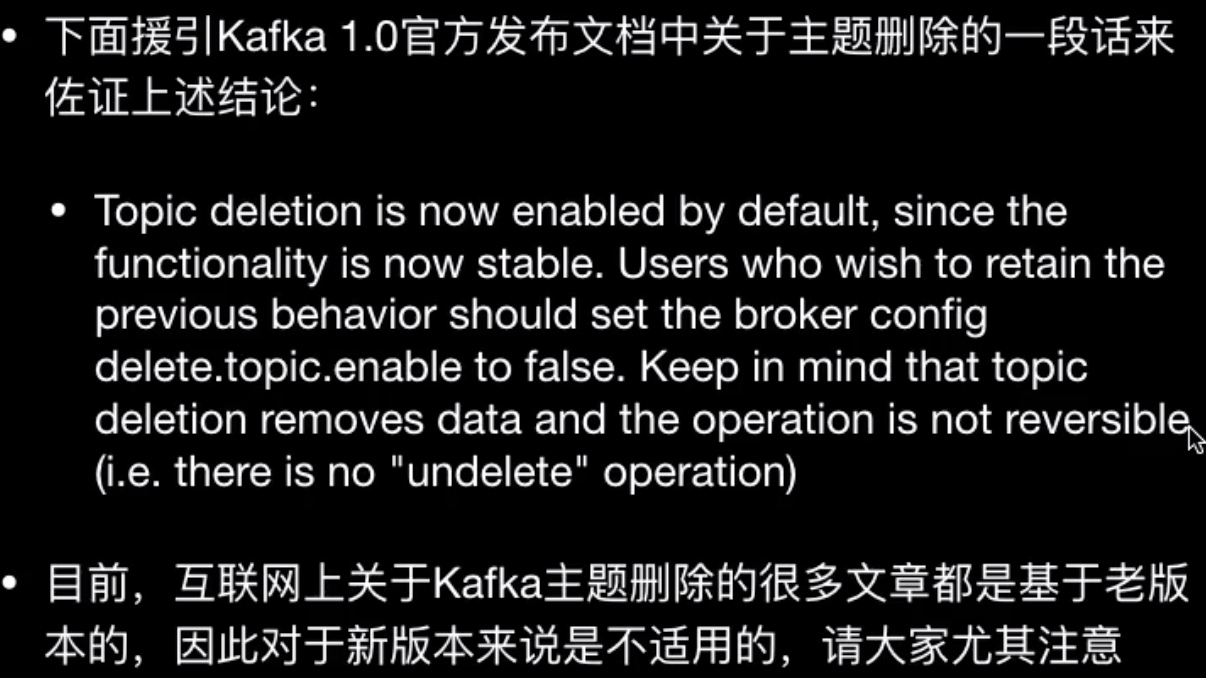 • 下面援引Kafka 1.0官方发布文档中关于主题删除的一段话来
佐证上述结论：
• Topic deletion is now enabled by default, since the
functionality is now stable. Users who wish to retain the
previous behavior should set the broker config
delete.topic.enable to false. Keep in mind that topic
deletion removes data and the operation is not reversible
(i.e. there is no "undelete" operation)
• 目前，互联网上关于Kafka主题删除的很多文章都是基于老版
本的，因此对于新版本来说是不适用的，请大家尤其注意